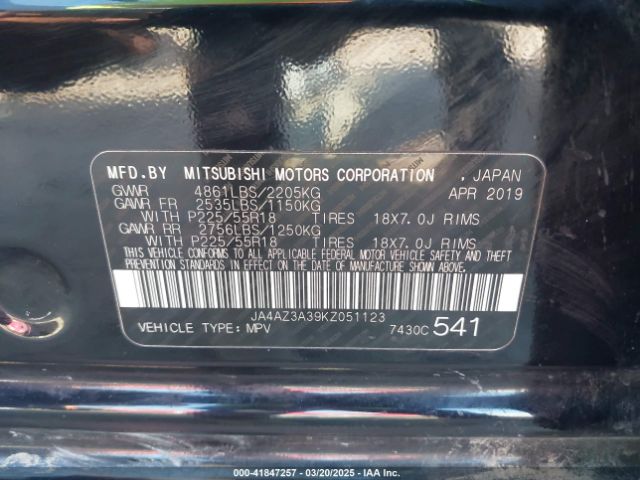 MFD.BY MITSUBISHI MOTORS CORPORATION , JAPAN
GVWR 4861LBS/2205KG APR 2019
GAWR FR 2535LBS/1150KG
WITH P225/55R18 TIRES 18X7.0J RIMS
GAWR RR 2756LBS/1250KG
WITH P225/55R18 TIRES 18X7.0J RIMS
THIS VEHICLE CONFORMS TO ALL APPLICABLE FEDERAL MOTOR VEHICLE SAFETY AND THEFT
PREVENTION STANDARDS IN EFFECT ON THE DATE OF MANUFACTURE SHOWN ABOVE.
JA4AZ3A39KZ051123
VEHICLE TYPE: MPV 7430C 541
000-41847257 - 03/20/2025 - IAA Inc.